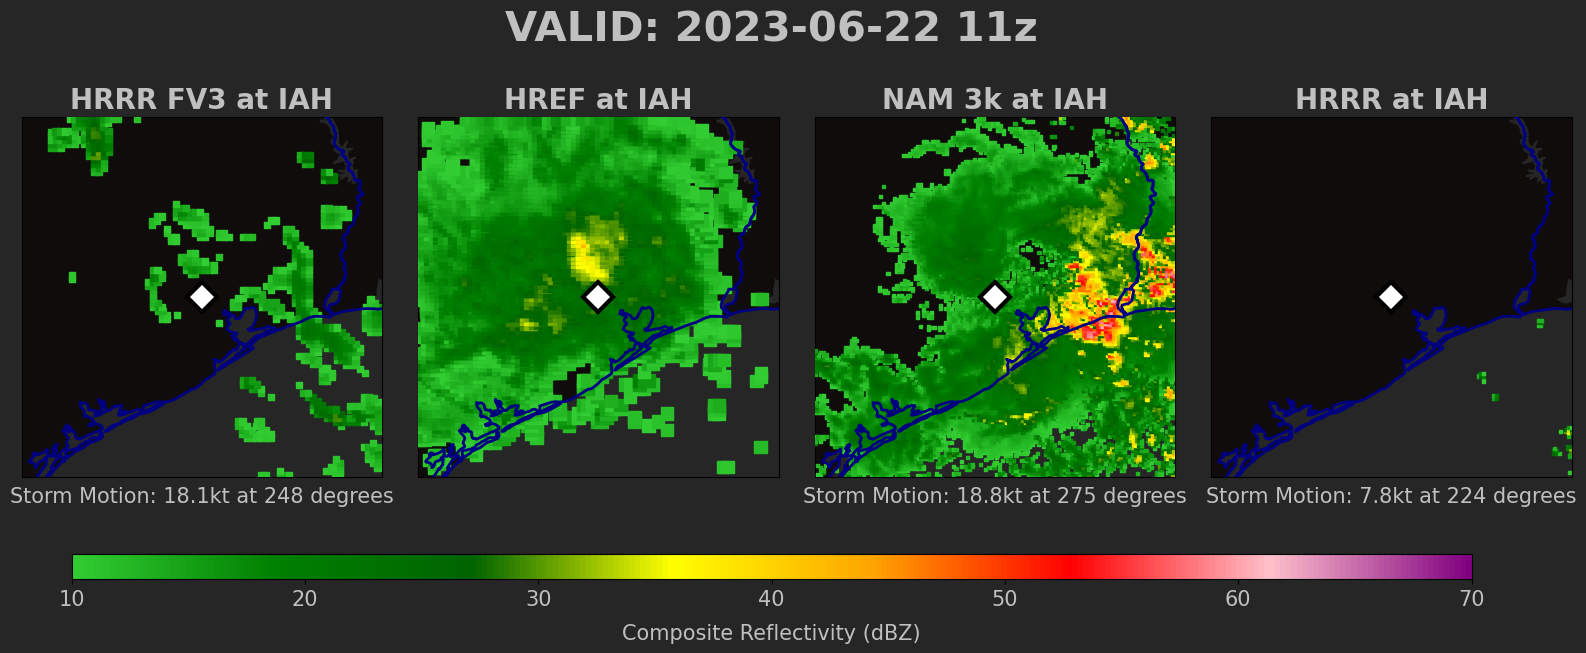 VALID: 2023-06-22 11z
HRRR FV3 at IAH
HREF at IAH
NAM 3k at IAH
HRRR at IAH
Storm Motion: 18.1kt at 248 degrees
Storm Motion: 18.8kt at 275 degrees
Storm Motion: 7.8kt at 224 degrees
10 20 30 40 50 60 70
Composite Reflectivity (dBZ)